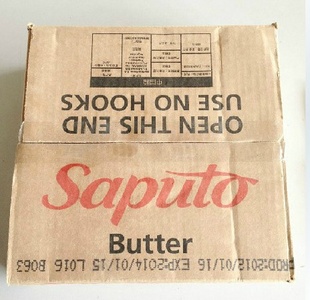 OPEN THIS END
USE NO HOOKS
Saputo
Butter
PROD:2012/01/16 EXP:2014/01/15 L016 B063